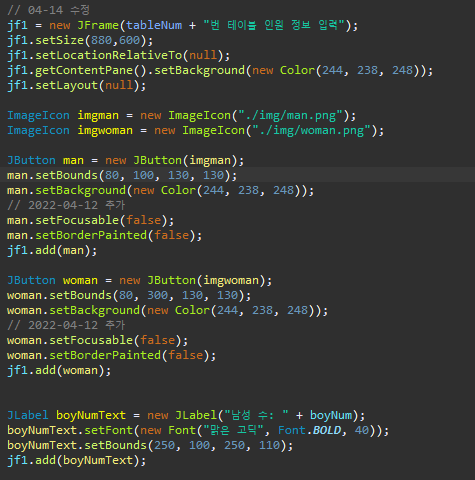 // 04-14 수정
jf1 = new JFrame(tableNum + "번 테이블 인원 정보 입력");
jf1.setSize(880,600);
jf1.setLocationRelativeTo(null);
jf1.getContentPane().setBackground(new Color(244, 238, 248));
jf1.setLayout(null);
ImageIcon imgman = new ImageIcon("./img/man.png");
ImageIcon imgwoman = new ImageIcon("./img/woman.png");
JButton man = new JButton(imgman);
man.setBounds(80, 100, 130, 130);
man.setBackground(new Color(244, 238, 248));
// 2022-04-12 추가
man.setFocusable(false);
man.setBorderPainted(false);
jf1.add(man);
JButton woman = new JButton(imgwoman);
woman.setBounds(80, 300, 130, 130);
woman.setBackground(new Color(244, 238, 248));
// 2022-04-12 추가
woman.setFocusable(false);
woman.setBorderPainted(false);
jf1.add(woman);
JLabel boyNumText = new JLabel("남성 수: " + boyNum);
boyNumText.setFont(new Font("맑은 고딕", Font.BOLD, 40));
boyNumText.setBounds(250, 100, 250, 110);
jf1.add(boyNumText);